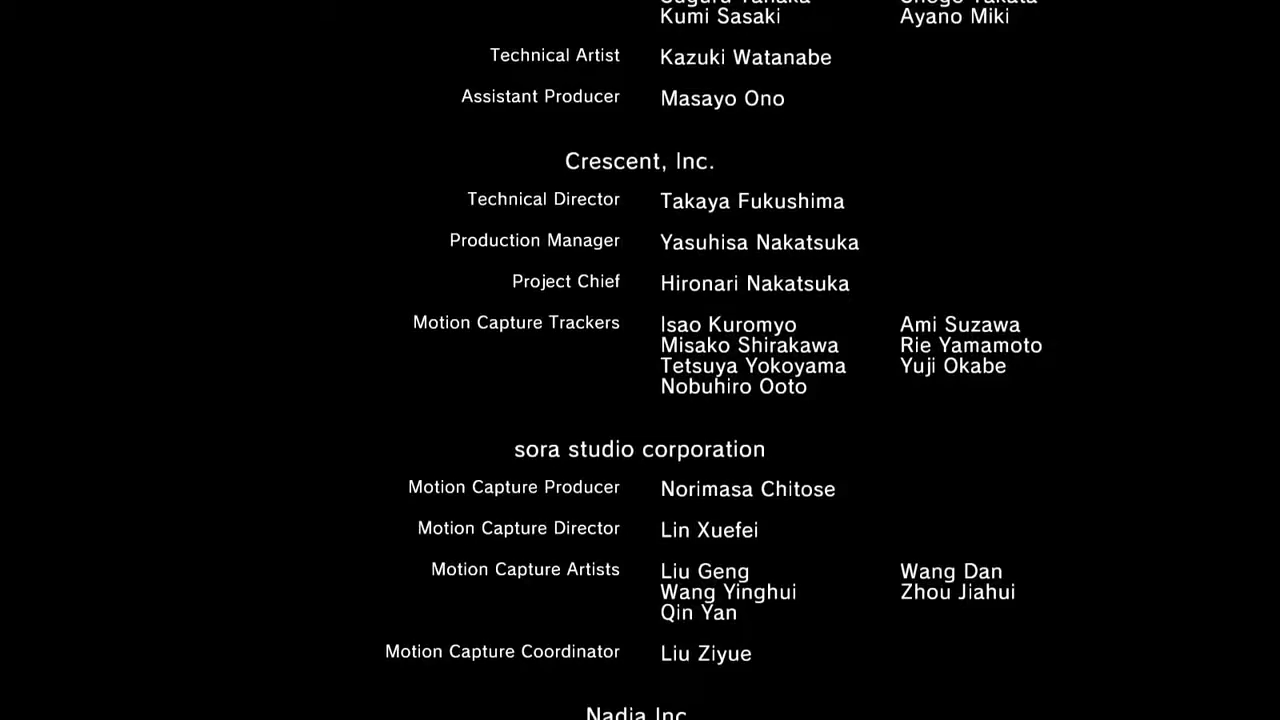 Kumi Sasaki Ayano Miki
Technical Artist Kazuki Watanabe
Assistant Producer Masayo Ono
Crescent, Inc.
Technical Director Takaya Fukushima
Production Manager Yasuhisa Nakatsuka
Project Chief Hironari Nakatsuka
Motion Capture Trackers Isao Kuromyo Ami Suzawa
Misako Shirakawa Rie Yamamoto
Tetsuya Yokoyama Yuji Okabe
Nobuhiro Ooto
sora studio corporation
Motion Capture Producer Norimasa Chitose
Motion Capture Director Lin Xuefei
Motion Capture Artists Liu Geng Wang Dan
Wang Yinghui Zhou Jiahui
Qin Yan
Motion Capture Coordinator Liu Ziyue
Nadia Inc.